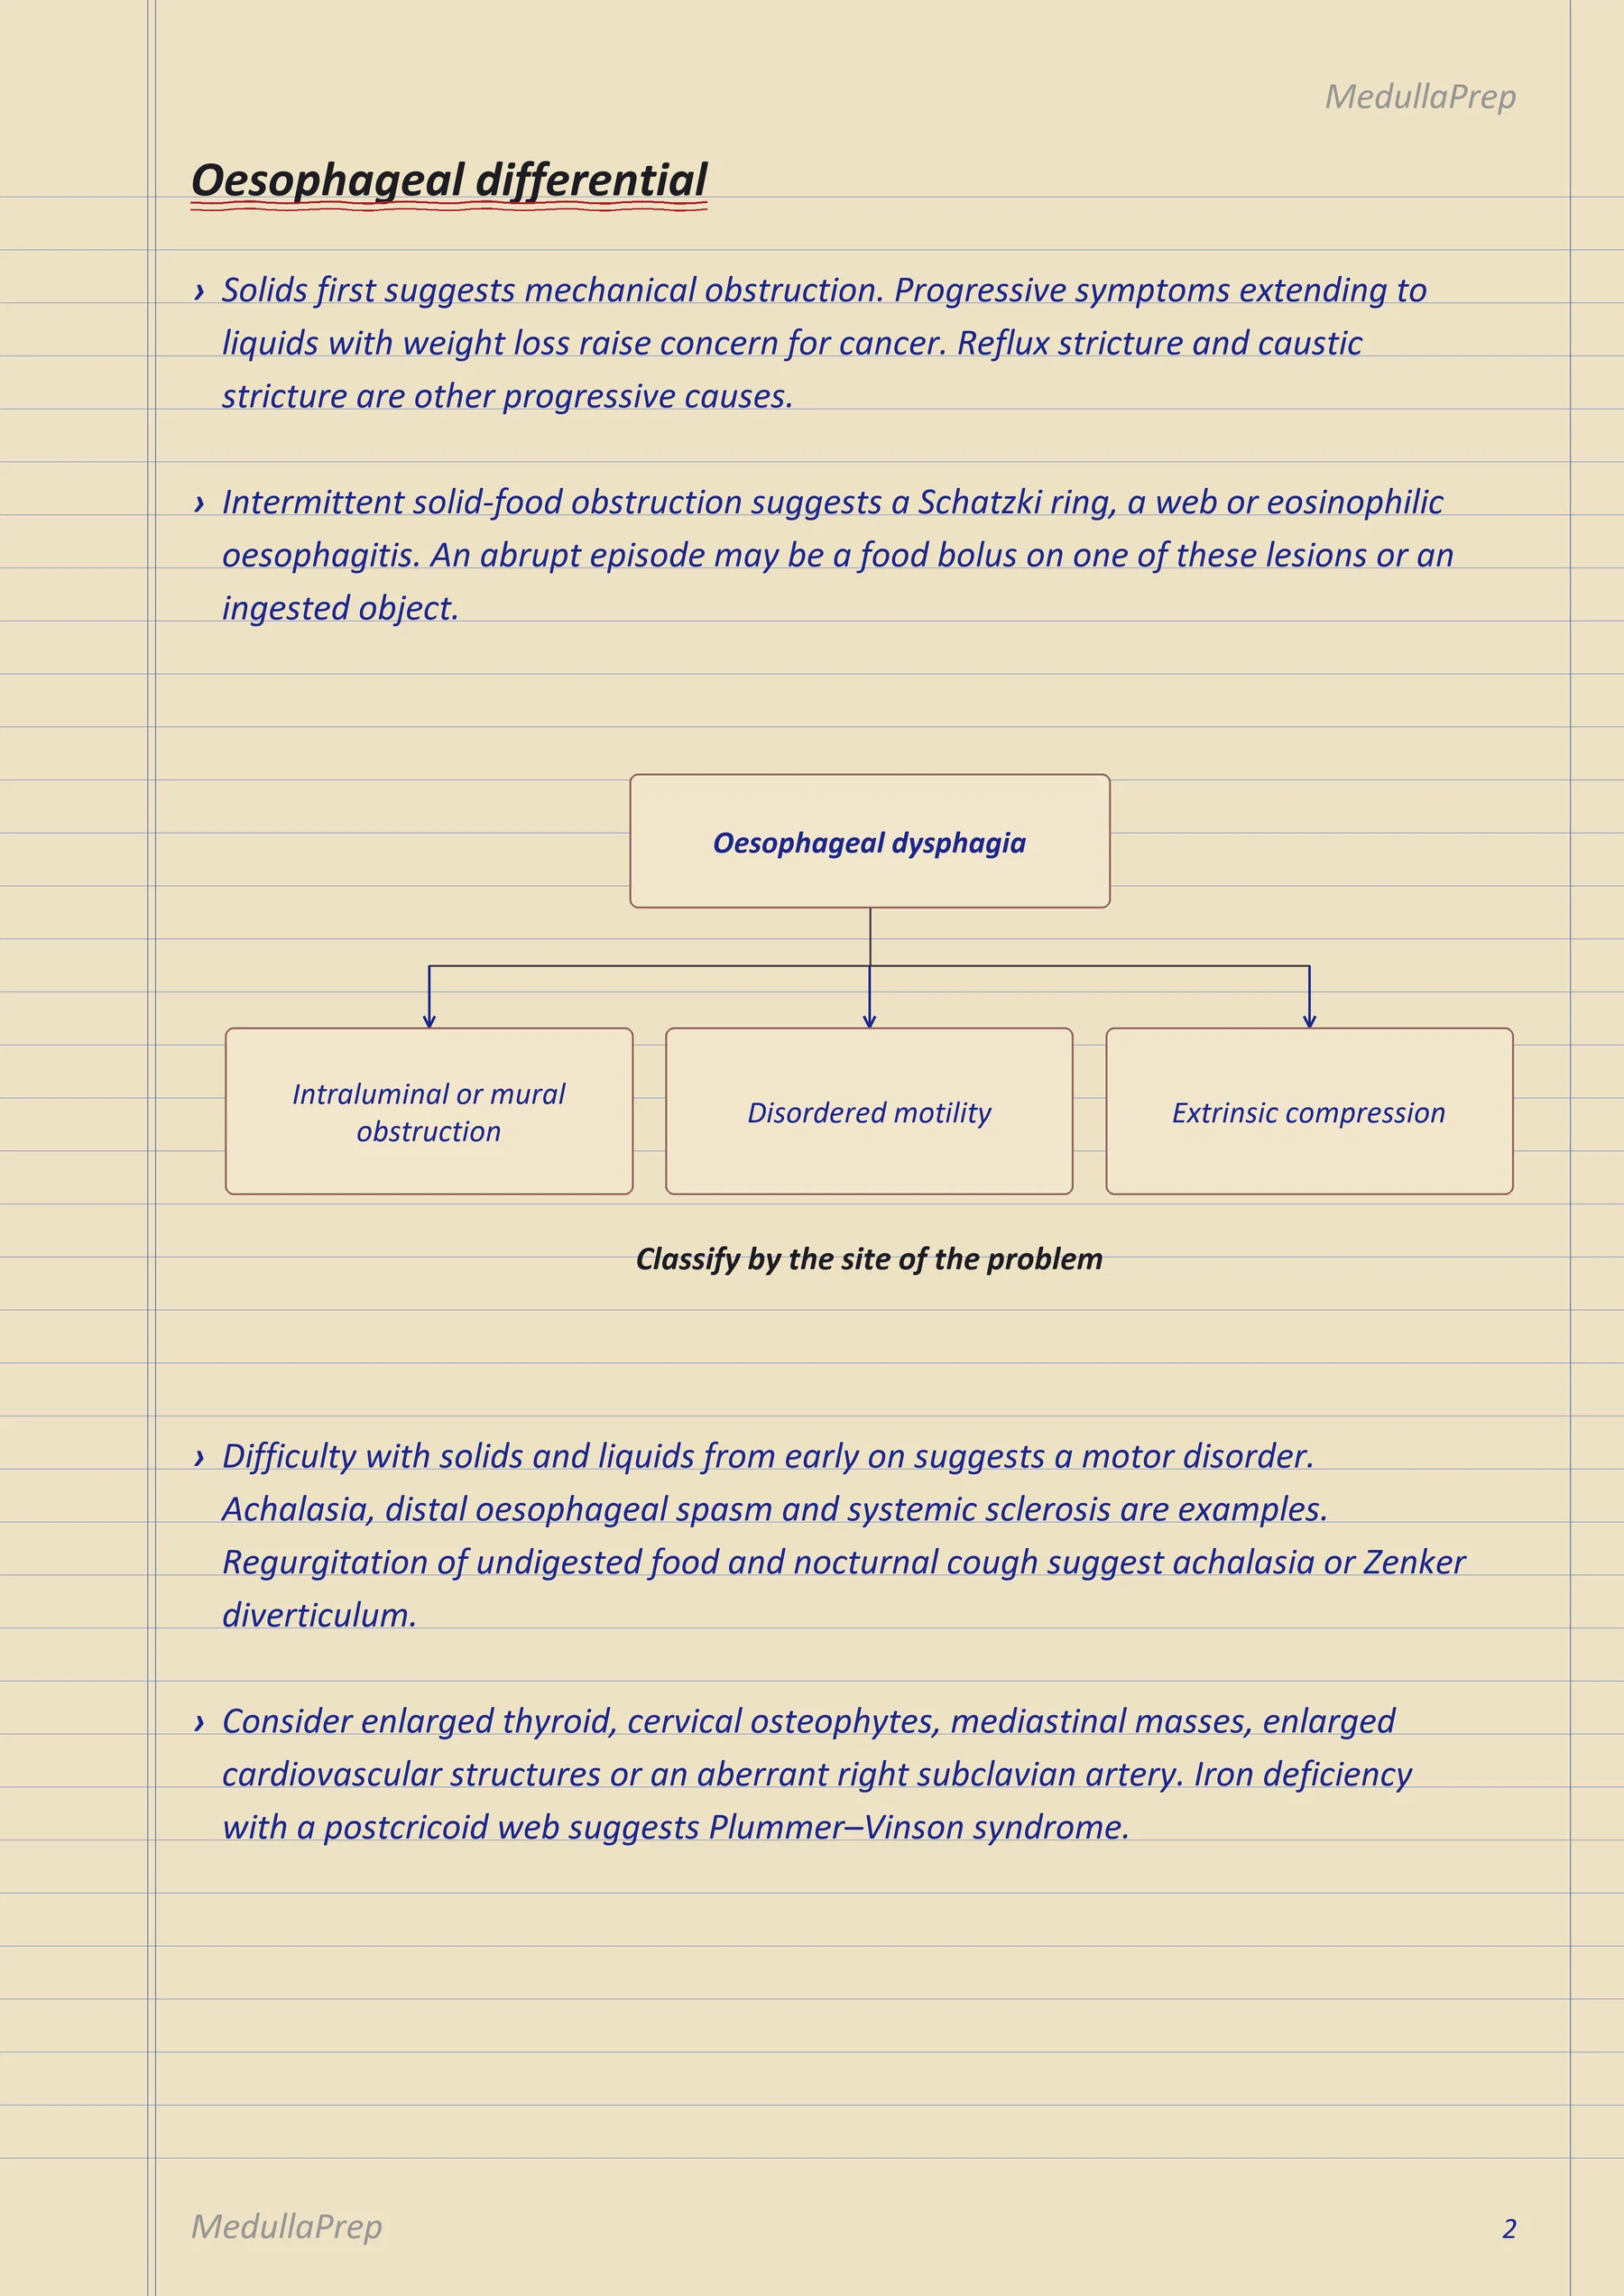 MedullaPrep
Oesophageal differential
› Solids first suggests mechanical obstruction. Progressive symptoms extending to
liquids with weight loss raise concern for cancer. Reflux stricture and caustic
stricture are other progressive causes.
› Intermittent solid-food obstruction suggests a Schatzki ring, a web or eosinophilic
oesophagitis. An abrupt episode may be a food bolus on one of these lesions or an
ingested object.
Oesophageal dysphagia
Intraluminal or mural
obstruction
Disordered motility
Extrinsic compression
Classify by the site of the problem
› Difficulty with solids and liquids from early on suggests a motor disorder.
Achalasia, distal oesophageal spasm and systemic sclerosis are examples.
Regurgitation of undigested food and nocturnal cough suggest achalasia or Zenker
diverticulum.
› Consider enlarged thyroid, cervical osteophytes, mediastinal masses, enlarged
cardiovascular structures or an aberrant right subclavian artery. Iron deficiency
with a postcricoid web suggests Plummer–Vinson syndrome.
MedullaPrep
2